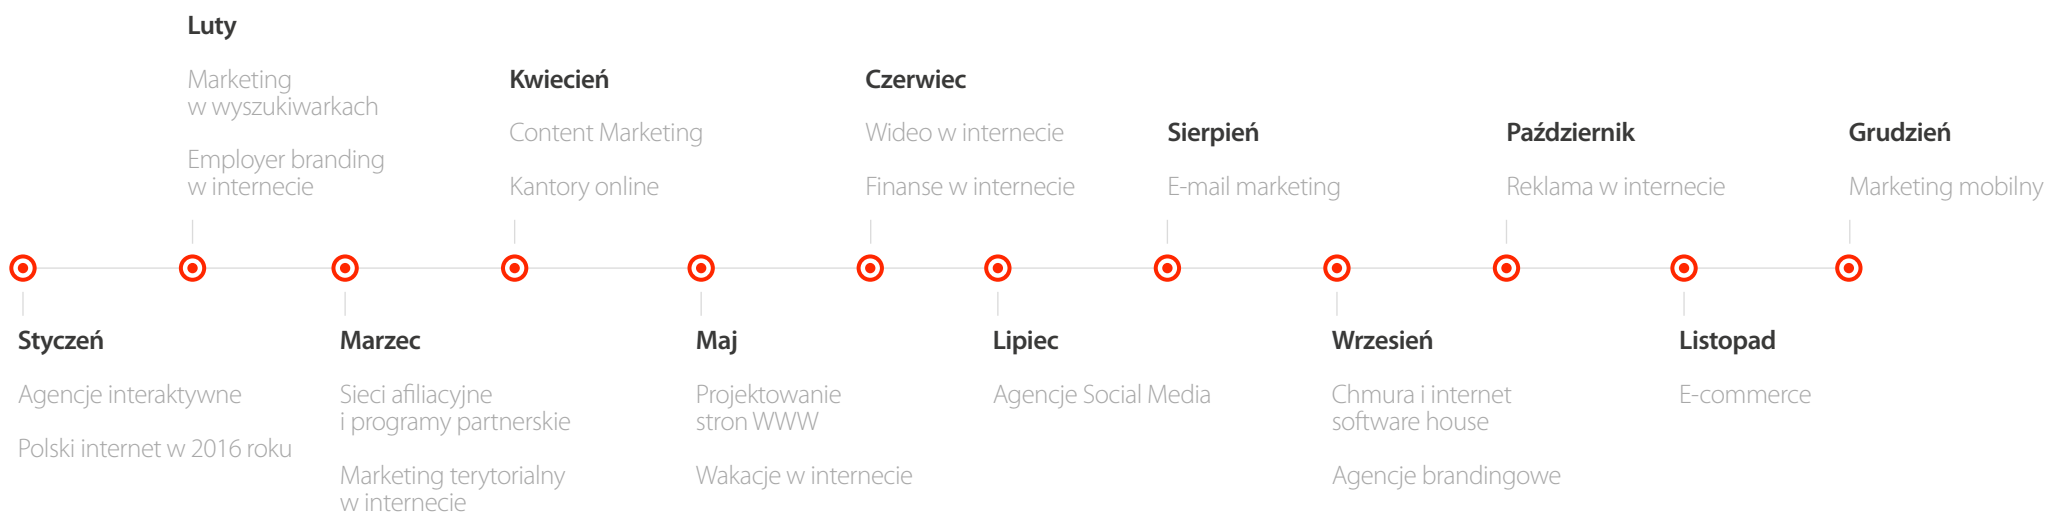 Luty
Marketing
w wyszukiwarkach
Employer branding
w internecie
Kwiecień
Content Marketing
Kantory online
Czerwiec
Wideo w internecie
Finanse w internecie
Sierpień
E-mail marketing
Październik
Reklama w internecie
Grudzień
Marketing mobilny
Styczeń
Agencje interaktywne
Polski internet w 2016 roku
Marzec
Sieci afiliacyjne
i programy partnerskie
Marketing terytorialny
w internecie
Maj
Projektowanie
stron WWW
Wakacje w internecie
Lipiec
Agencje Social Media
Wrzesień
Chmura i internet
software house
Agencje brandingowe
Listopad
E-commerce